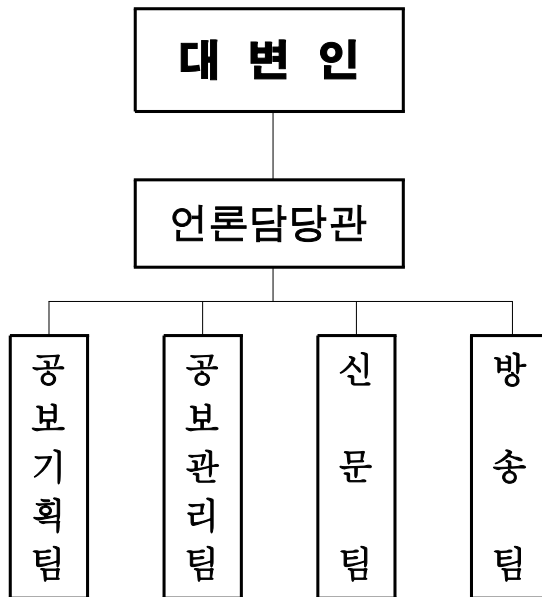 대 변 인
언론담당관
공보기획팀
공보관리팀
신문팀
방송팀